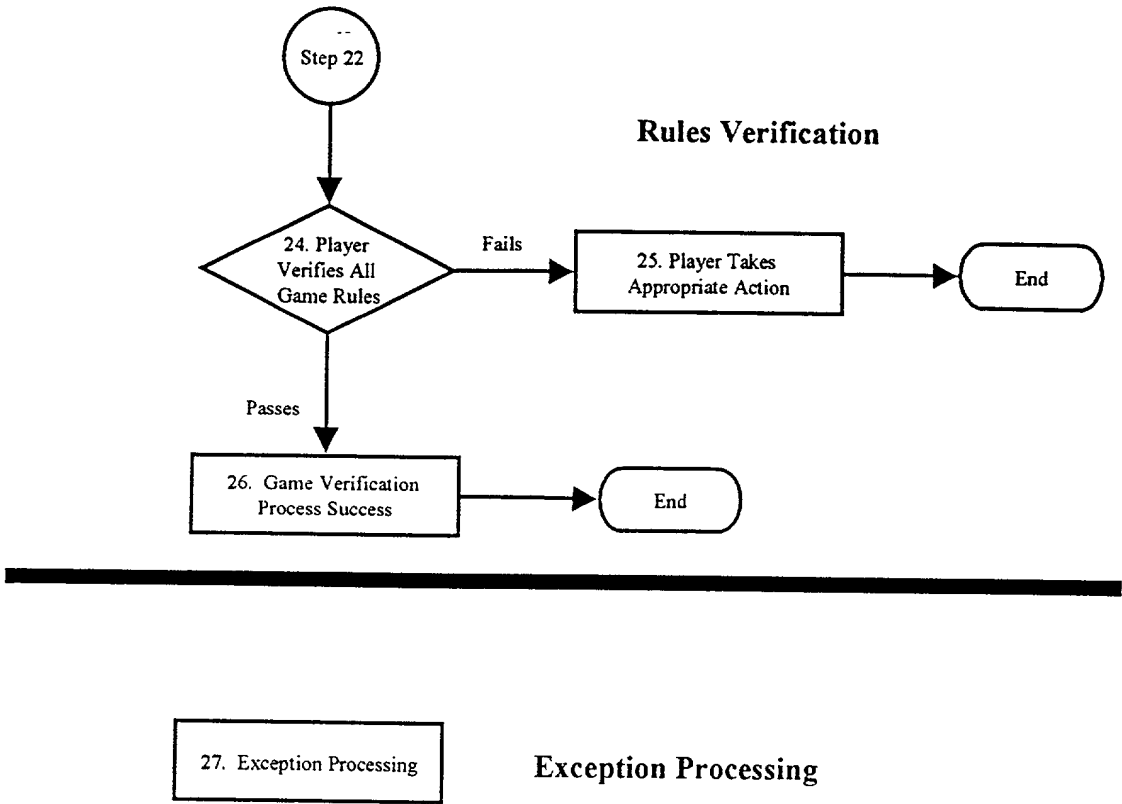 Step 22
Rules Verification
24. Player
Verifies All
Game Rules
Fails
25. Player Takes
Appropriate Action
End
Passes
26. Game Verification
Process Success
End
27. Exception Processing
Exception Processing